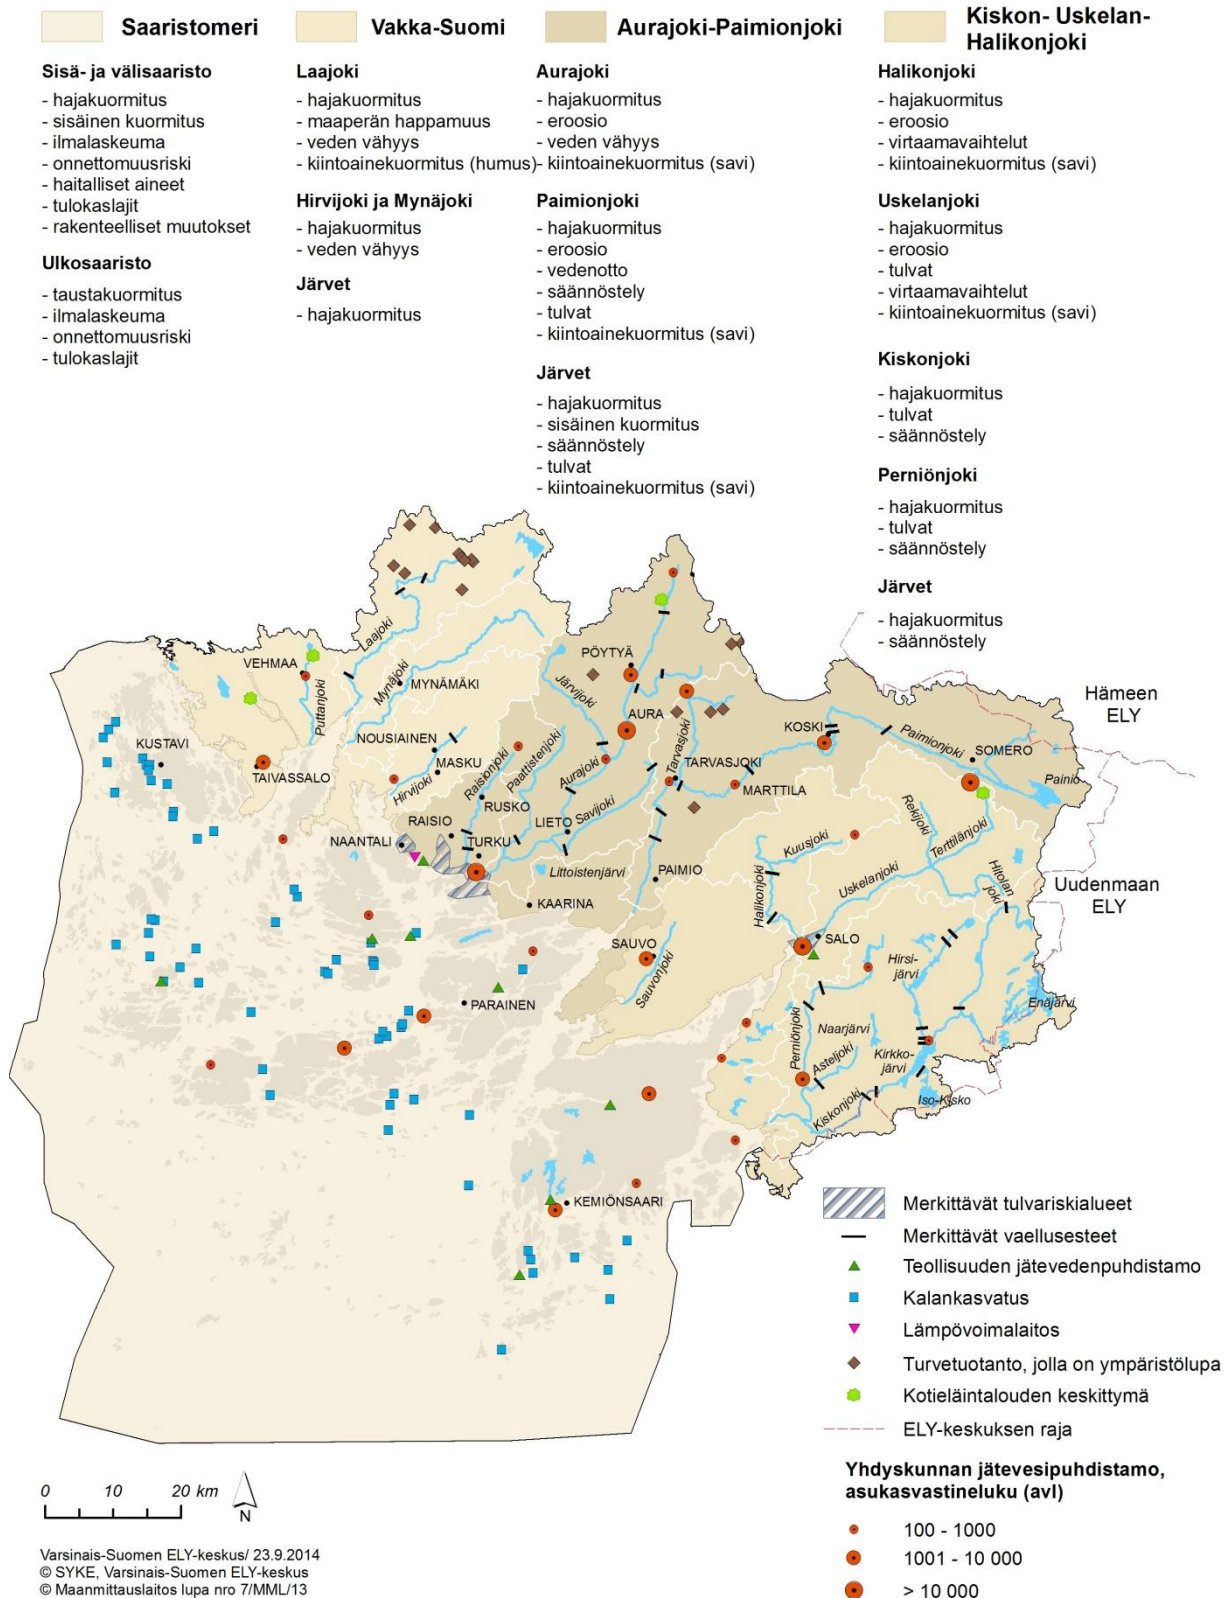 Saaristomeri
Sisä- ja välisaaristo
- hajakuormitus
- sisäinen kuormitus
- ilmalaskeuma
- onnettomuusriski
- haitalliset aineet
- tulokaslajit
- rakenteelliset muutokset
Ulkosaaristo
- taustakuormitus
- ilmalaskeuma
- onnettomuusriski
- tulokaslajit
Vakka-Suomi
Laajoki
- hajakuormitus
- maaperän happamuus
- veden vähyys
- kiintoainekuormitus (humus)
Hirvijoki ja Mynäjoki
- hajakuormitus
- veden vähyys
Järvet
- hajakuormitus
Aurajoki-Paimionjoki
Aurajoki
- hajakuormitus
- eroosio
- veden vähyys
- kiintoainekuormitus (savi)
Paimionjoki
- hajakuormitus
- eroosio
- vedenotto
- säännöstely
- tulvat
- kiintoainekuormitus (savi)
Järvet
- hajakuormitus
- sisäinen kuormitus
- säännöstely
- tulvat
- kiintoainekuormitus (savi)
Kiskon- Uskelan-
Halikonjoki
Halikonjoki
- hajakuormitus
- eroosio
- virtaamavaihtelut
- kiintoainekuormitus (savi)
Uskelanjoki
- hajakuormitus
- eroosio
- tulvat
- virtaamavaihtelut
- kiintoainekuormitus (savi)
Kiskonjoki
- hajakuormitus
- tulvat
- säännöstely
Perniönjoki
- hajakuormitus
- tulvat
- säännöstely
Järvet
- hajakuormitus
- säännöstely
Laajoki
VEHMAA
Mynäjoki
MYNÄMÄKI
Puttanjoki
PÖYTYÄ
Järvijoki
AURA
Hämeen
ELY
KUSTAVI
TAIVASSALO
NOUSIAINEN
MASKU
Hirvijoki
Raisionjoki
Paattistenjoki
Aurajoki
Tarvasjoki
TARVASJOKI
KOSKI
Paimionjoki
SOMERO
Painio
MARTTILA
RUSKO
RAISIO
LIETO
Savijoki
NAANTALI
TURKU
Littoistenjärvi
PAIMIO
KAARINA
Kuusjoki
Rekijoki
Terttilänjoki
Uskelanjoki
Halikonjoki
Hitolan
joki
Uudenmaan
ELY
SAUVO
Sauvonjoki
SALO
Hirsi-
järvi
PARAINEN
Enäjärvi
Perniönjoki
Naarjärvi
Asteljoki
Kirkko-
järvi
Kiskonjoki
Iso-Kisko
KEMIÖNSAARI
Merkittävät tulvariskialueet
Merkittävät vaellusesteet
Teollisuuden jätevedenpuhdistamo
Kalankasvatus
Lämpövoimalaitos
Turvetuotanto, jolla on ympäristölupa
Kotieläintalouden keskittymä
ELY-keskuksen raja
Yhdyskunnan jätevesipuhdistamo,
asukasvastineluku (avl)
100 - 1000
1001 - 10 000
> 10 000
0 10 20 km
N
Varsinais-Suomen ELY-keskus/ 23.9.2014
© SYKE, Varsinais-Suomen ELY-keskus
© Maanmittauslaitos lupa nro 7/MML/13